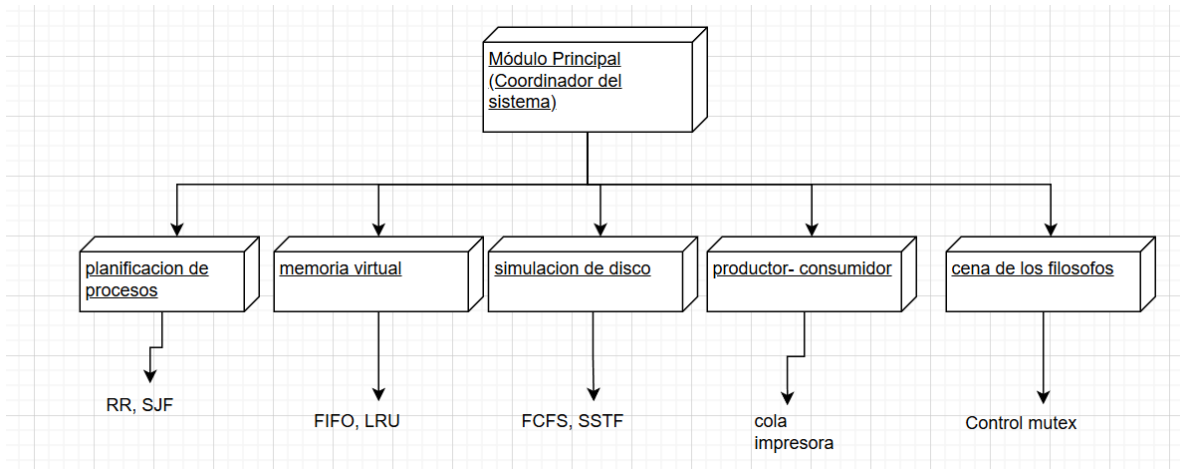 Módulo Principal
(Coordinador del
sistema)
planificacion de
procesos
memoria virtual
simulacion de disco
productor- consumidor
cena de los filosofos
RR, SJF
FIFO, LRU
FCFS, SSTF
cola
impresora
Control mutex